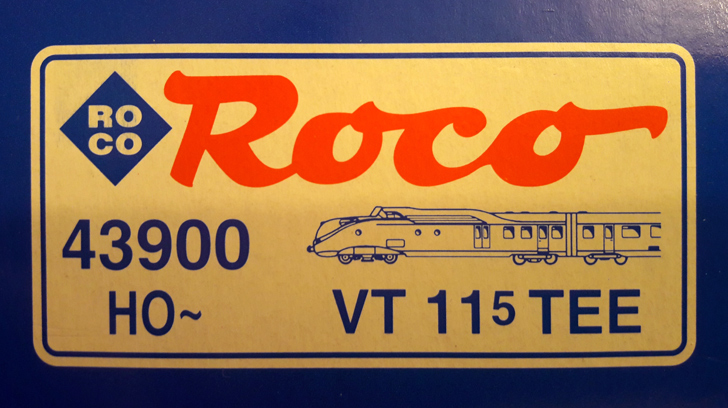 RO
CO
Roco
43900
HO~
VT 11⁵ TEE